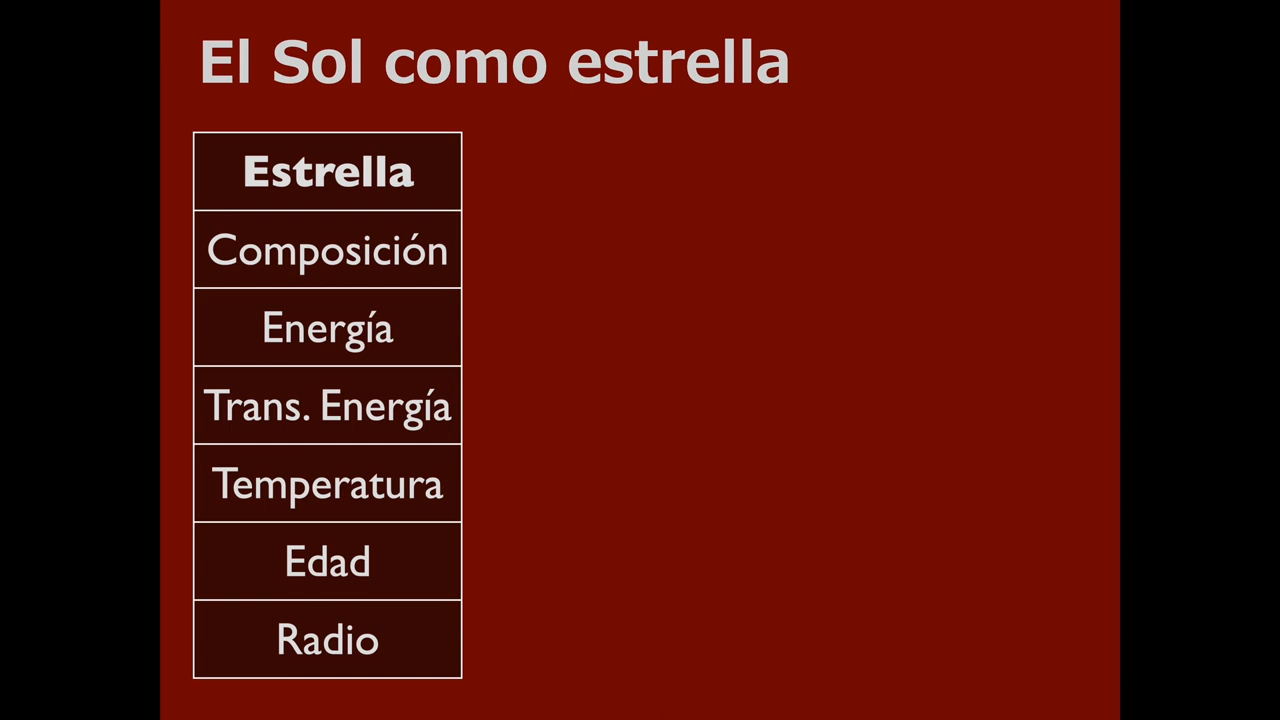 El Sol como estrella
Estrella
Composición
Energía
Trans. Energía
Temperatura
Edad
Radio